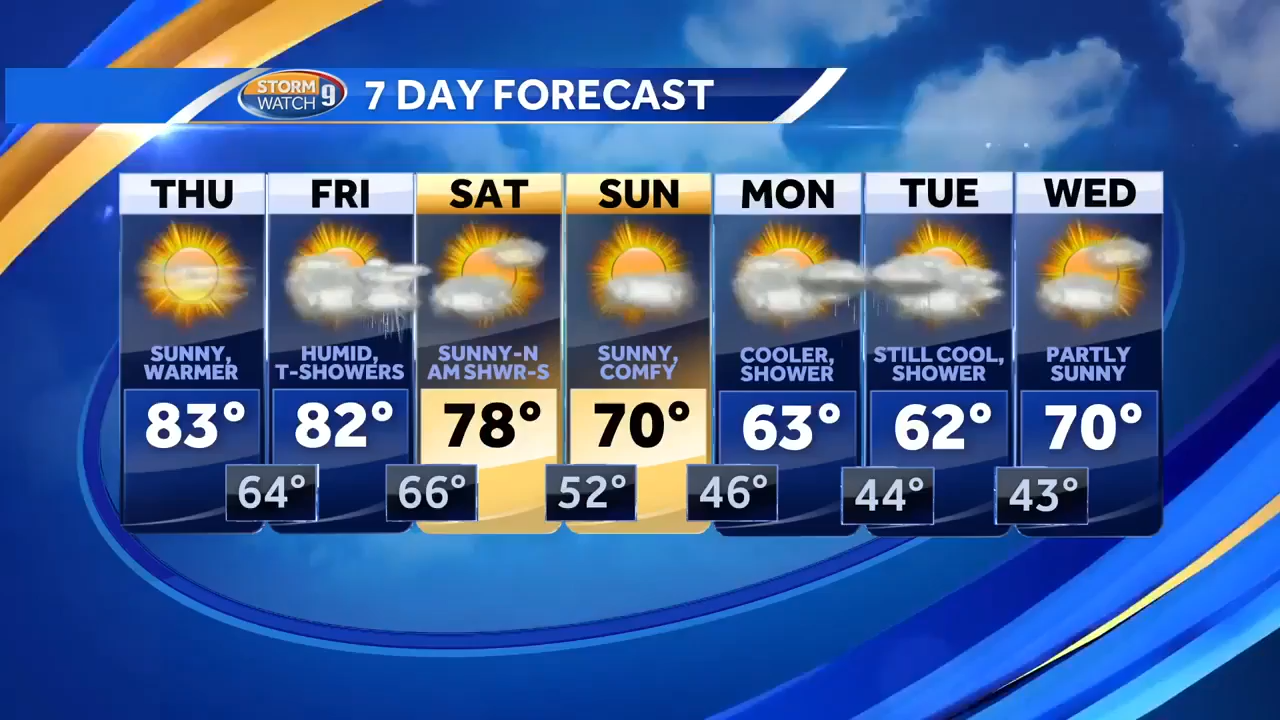 STORM
WATCH 9
7 DAY FORECAST
THU FRI SAT SUN MON TUE WED
SUNNY, HUMID, SUNNY-N SUNNY, COOLER, STILL COOL, PARTLY
WARMER T-SHOWERS AM SHWR-S COMFY SHOWER SHOWER SUNNY
83° 82° 78° 70° 63° 62° 70°
64° 66° 52° 46° 44° 43°